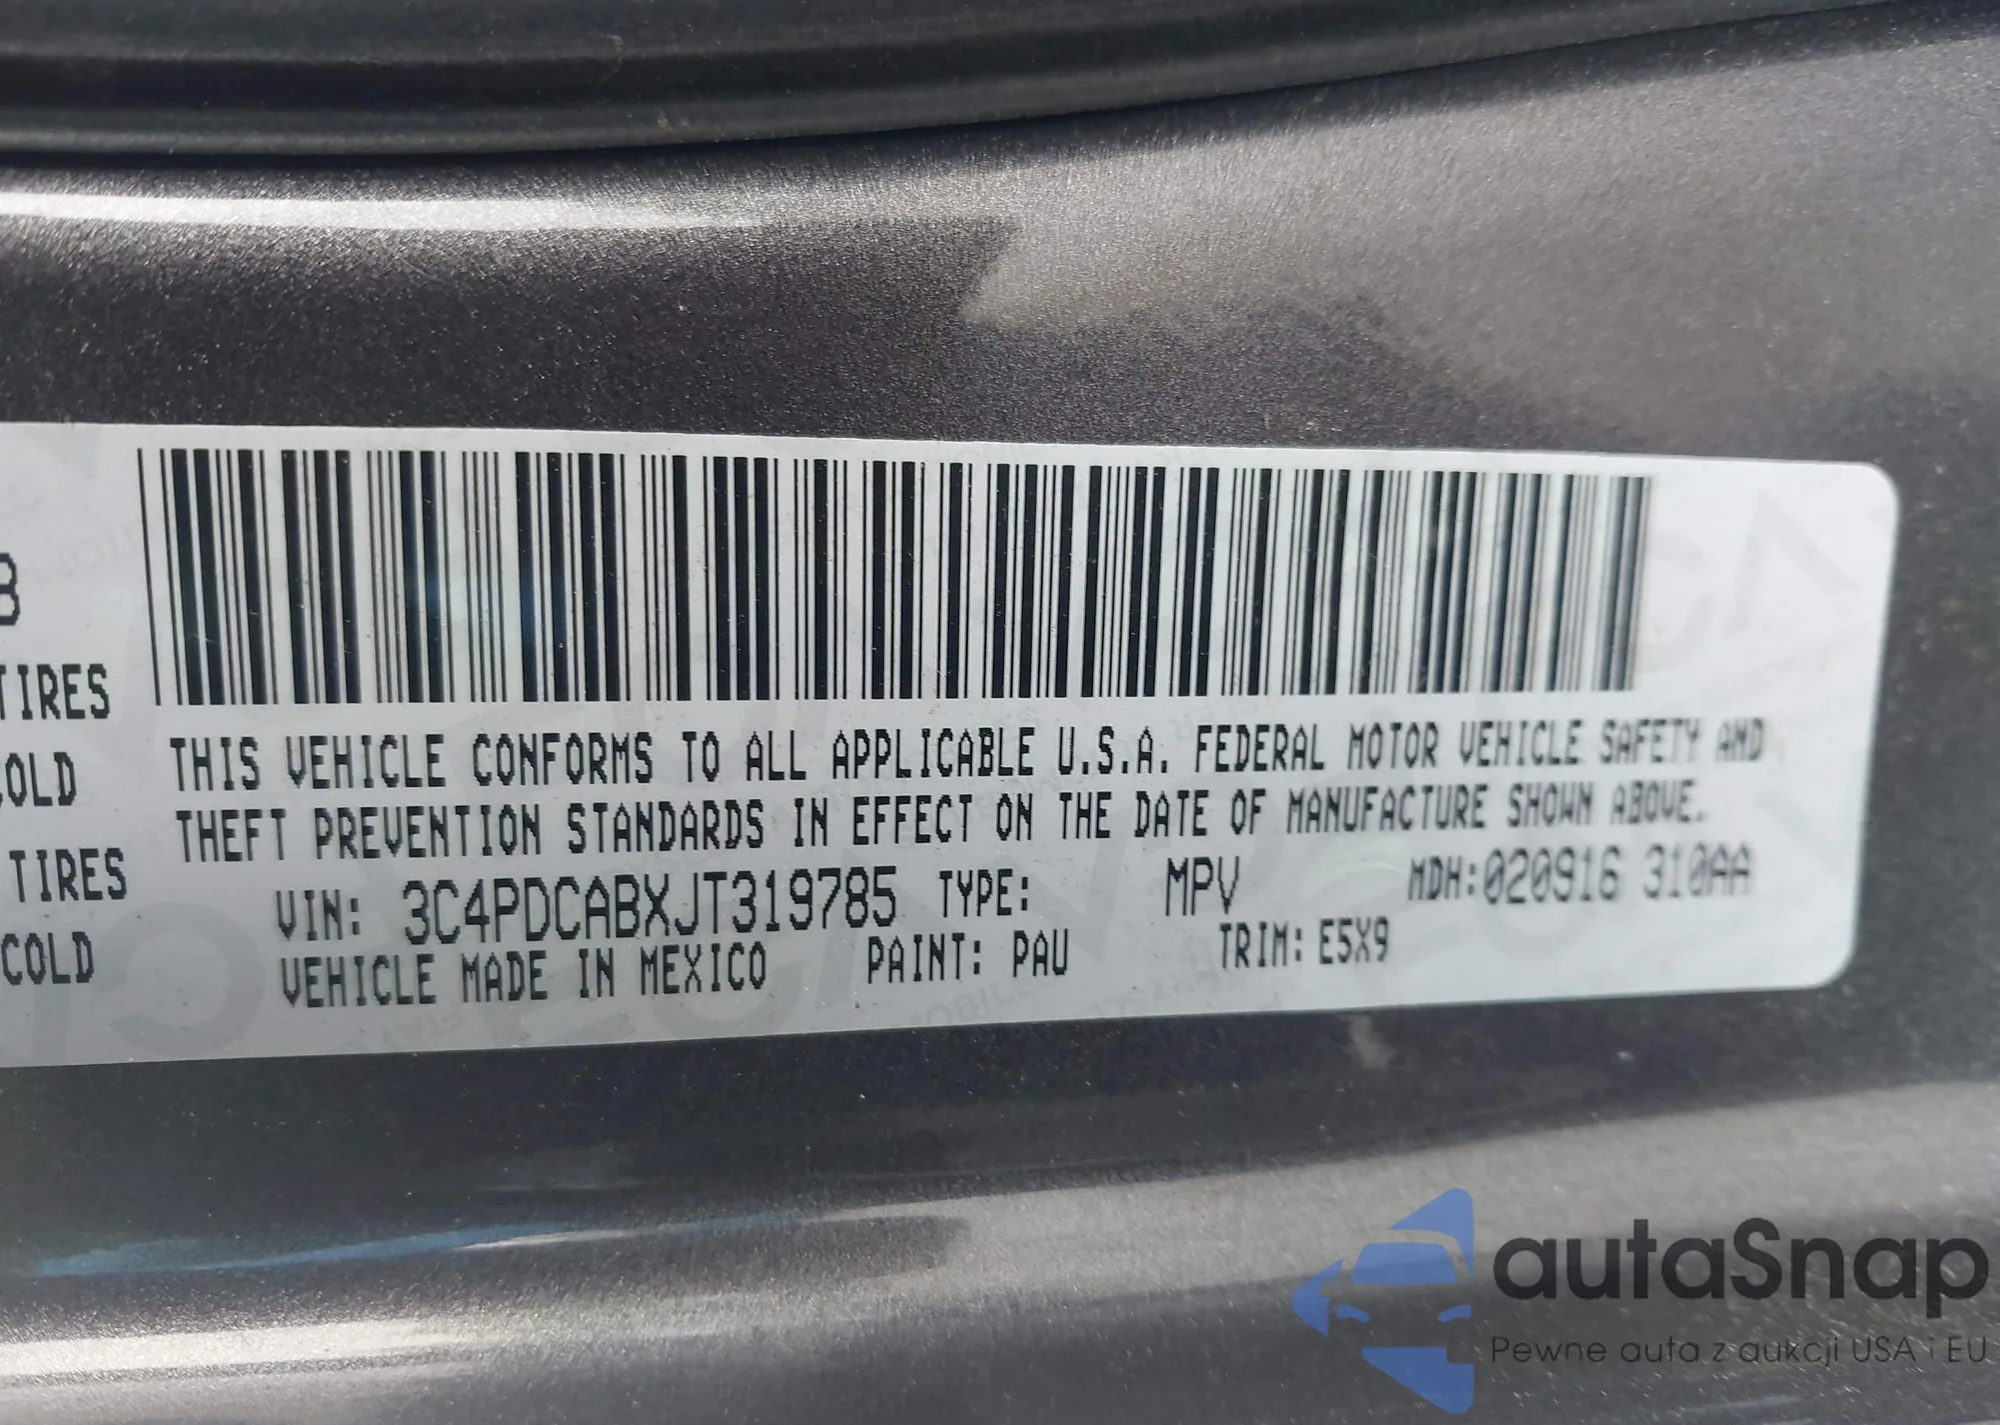 8
TIRES
COLD
TIRES
COLD
THIS VEHICLE CONFORMS TO ALL APPLICABLE U.S.A. FEDERAL MOTOR VEHICLE SAFETY AND
THEFT PREVENTION STANDARDS IN EFFECT ON THE DATE OF MANUFACTURE SHOWN ABOVE.
VIN: 3C4PDCABXJT319785 TYPE: MPV MDH:020916 310AA
VEHICLE MADE IN MEXICO PAINT: PAU TRIM: E5X9
autaSnap
Pewne auta z aukcji USA i EU